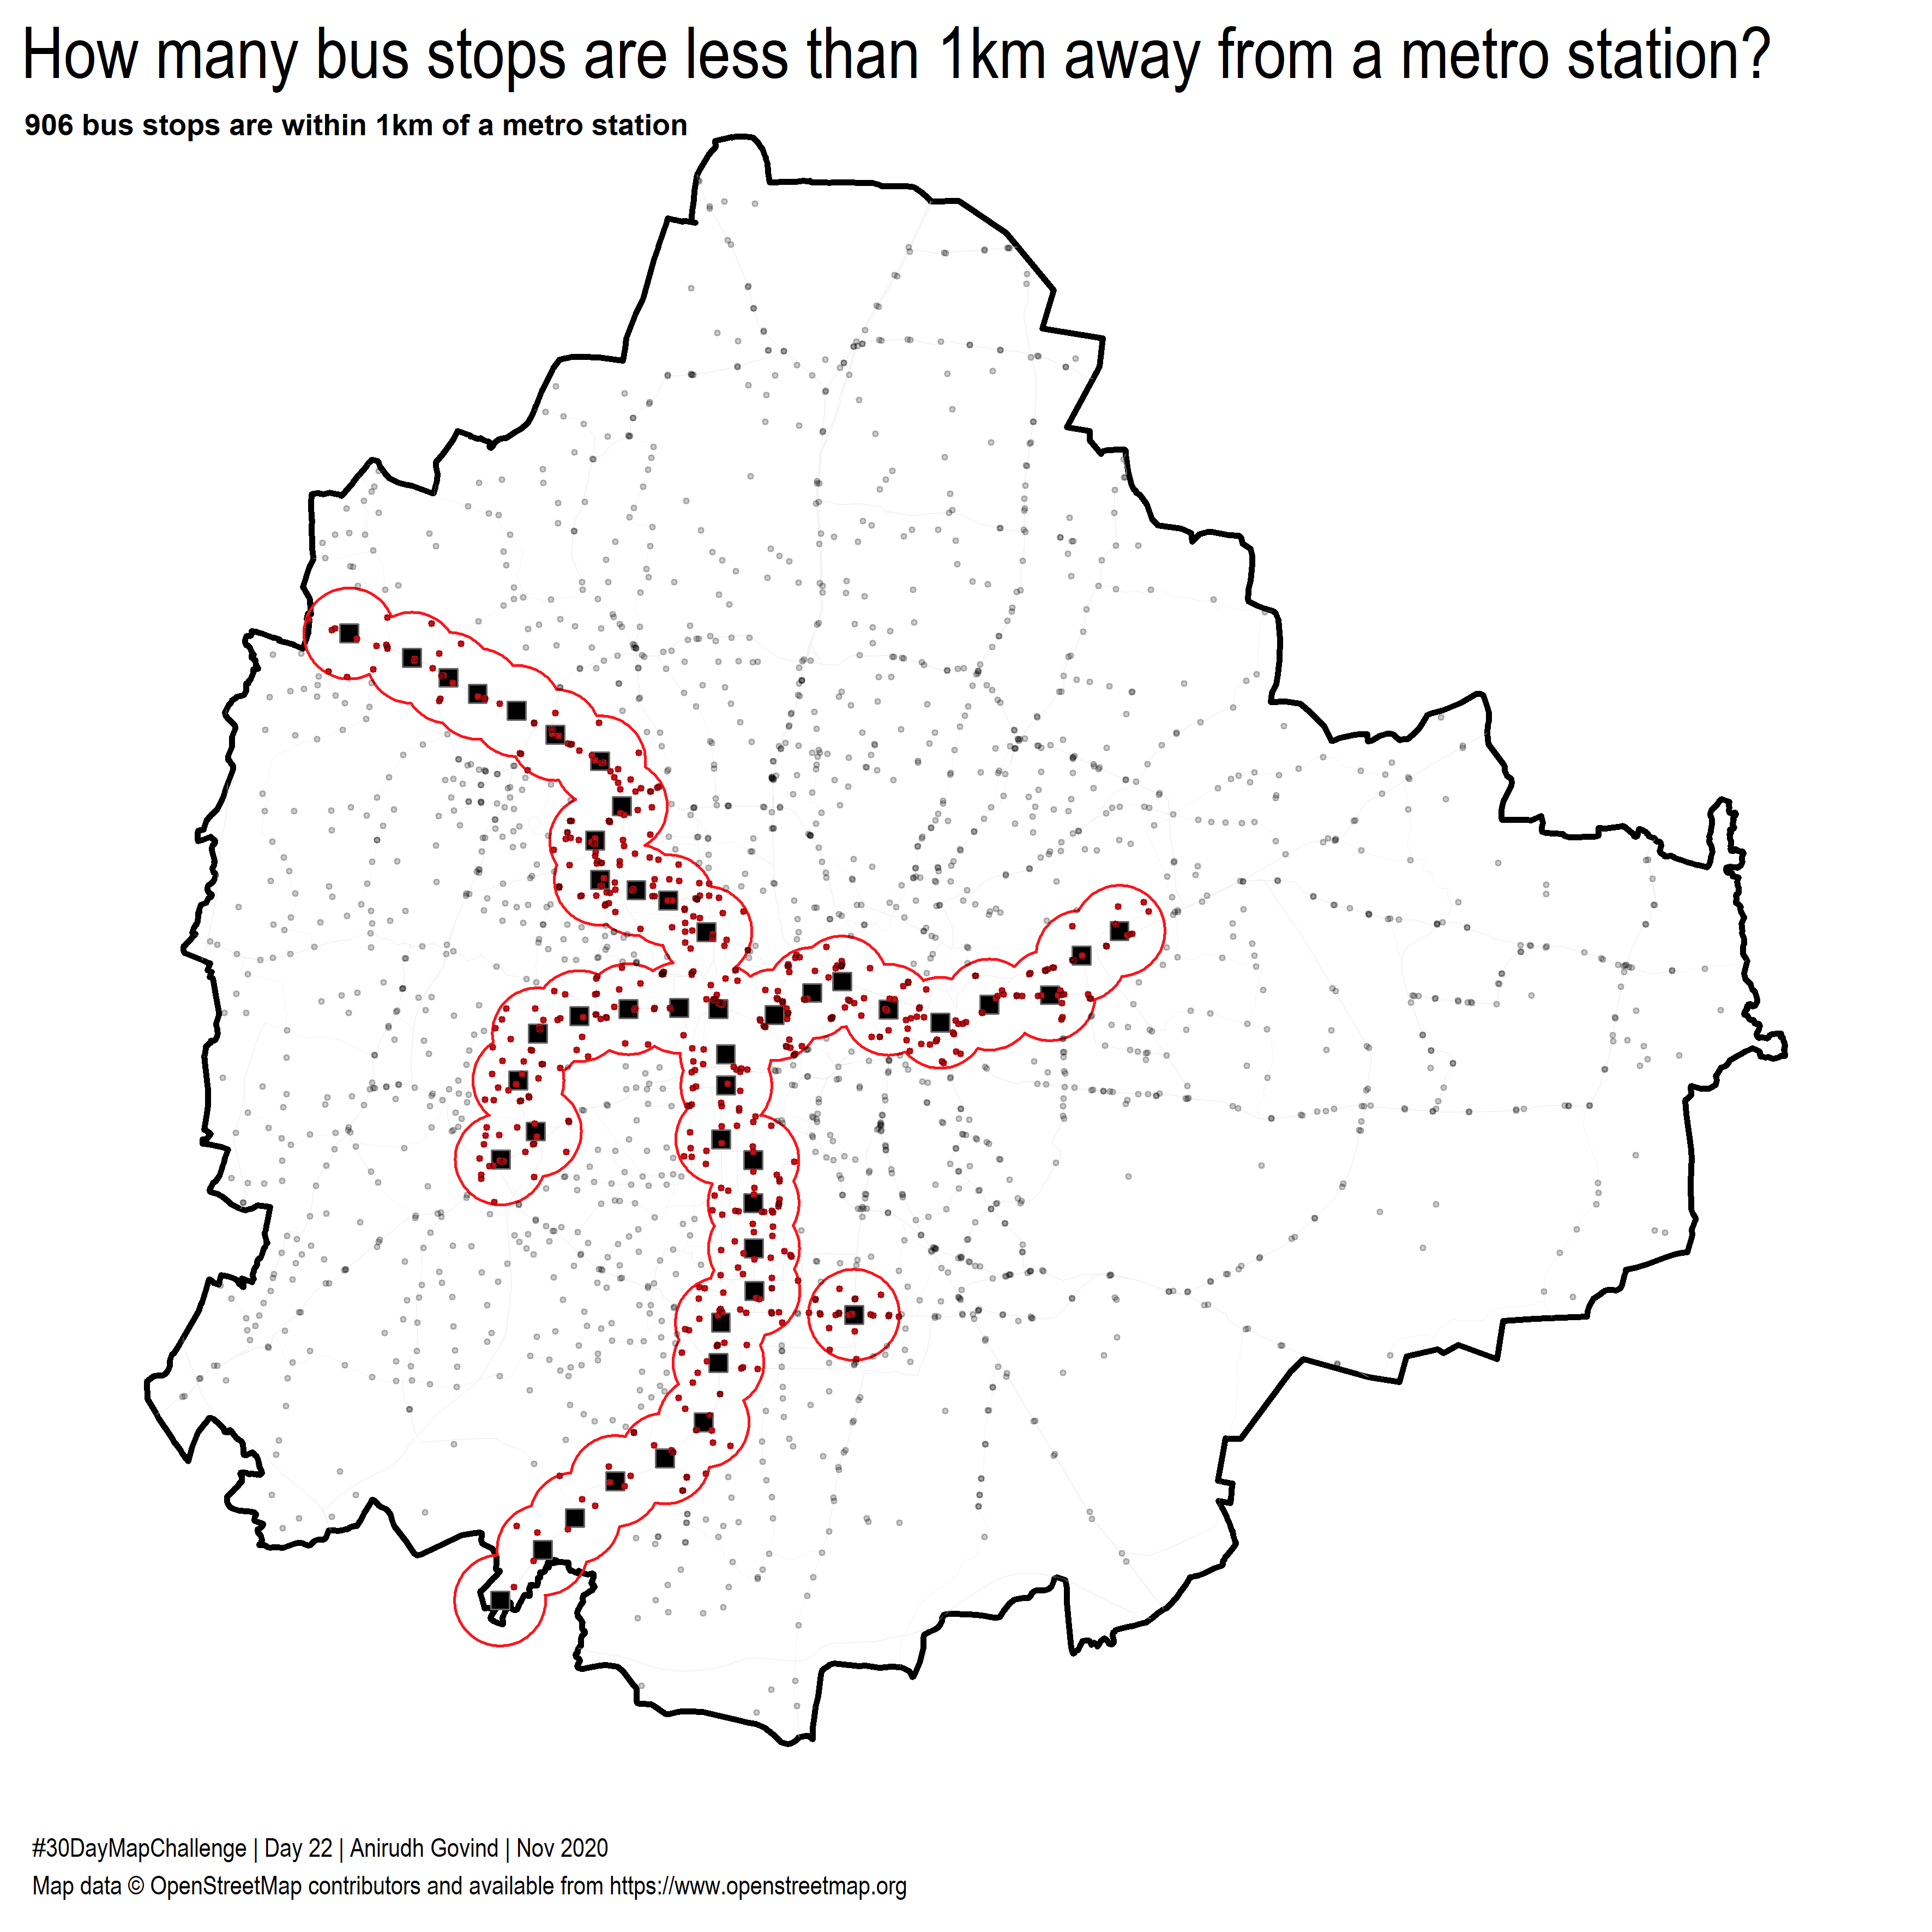 How many bus stops are less than 1km away from a metro station?
906 bus stops are within 1km of a metro station
#30DayMapChallenge | Day 22 | Anirudh Govind | Nov 2020
Map data © OpenStreetMap contributors and available from https://www.openstreetmap.org